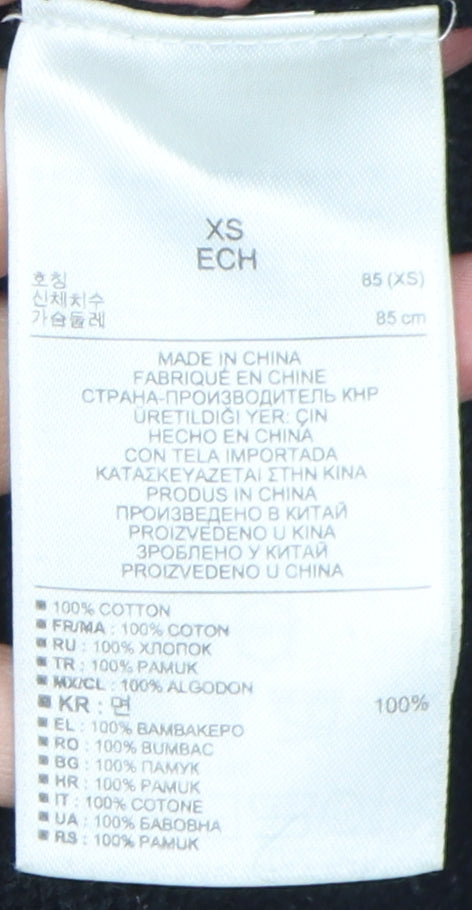 XS
ECH
호칭 85 (XS)
신체치수
가슴둘레 85 cm
MADE IN CHINA
FABRIQUÉ EN CHINE
СТРАНА-ПРОИЗВОДИТЕЛЬ КНР
ÜRETILDIĞI YER: ÇIN
HECHO EN CHINA
CON TELA IMPORTADA
ΚΑΤΑΣΚΕΥΑΖΕΤΑΙ ΣΤΗΝ ΚΙΝΑ
PRODUS IN CHINA
ПРОИЗВЕДЕНО В КИТАЙ
PROIZVEDENO U KINA
ЗРОБЛЕНО У КИТАЙ
PROIZVEDENO U CHINA
100% COTTON
FR/MA : 100% COTON
RU : 100% ХЛОПОК
TR : 100% PAMUK
MX/CL : 100% ALGODON
KR : 면 100%
EL : 100% ΒΑΜΒΑΚΕΡΟ
RO : 100% BUMBAC
BG : 100% ПАМУК
HR : 100% PAMUK
IT : 100% COTONE
UA : 100% БАВОВНА
RS : 100% PAMUK